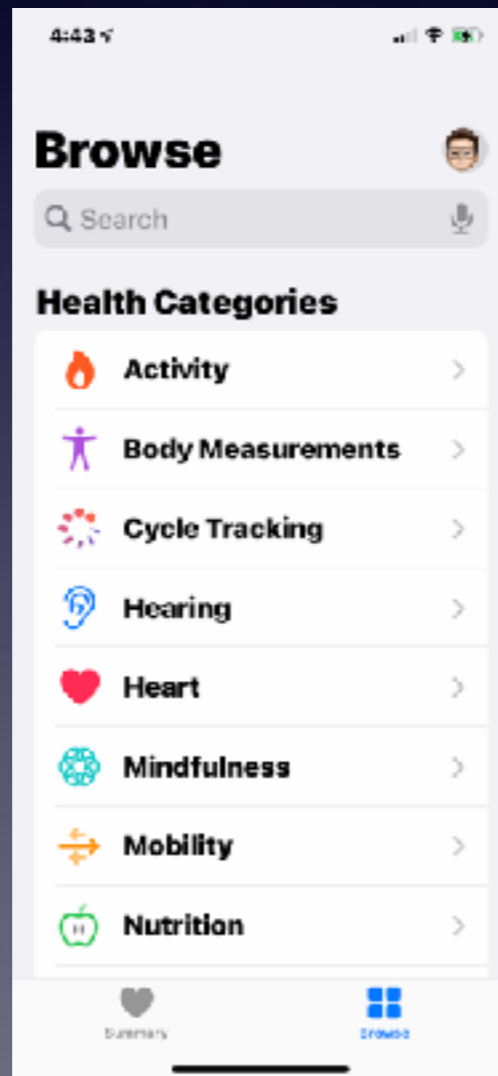 4:43
Browse
Search
Health Categories
Activity
Body Measurements
Cycle Tracking
Hearing
Heart
Mindfulness
Mobility
Nutrition
Summary
Browse